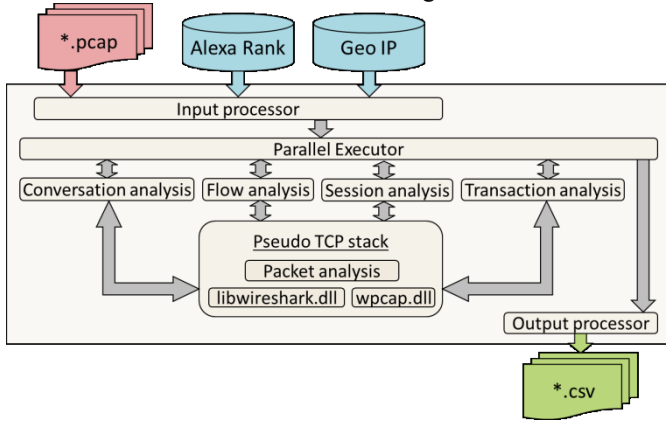 *.pcap
Alexa Rank
Geo IP
Input processor
Parallel Executor
Conversation analysis
Flow analysis
Session analysis
Transaction analysis
Pseudo TCP stack
Packet analysis
libwireshark.dll
wpcap.dll
Output processor
*.csv